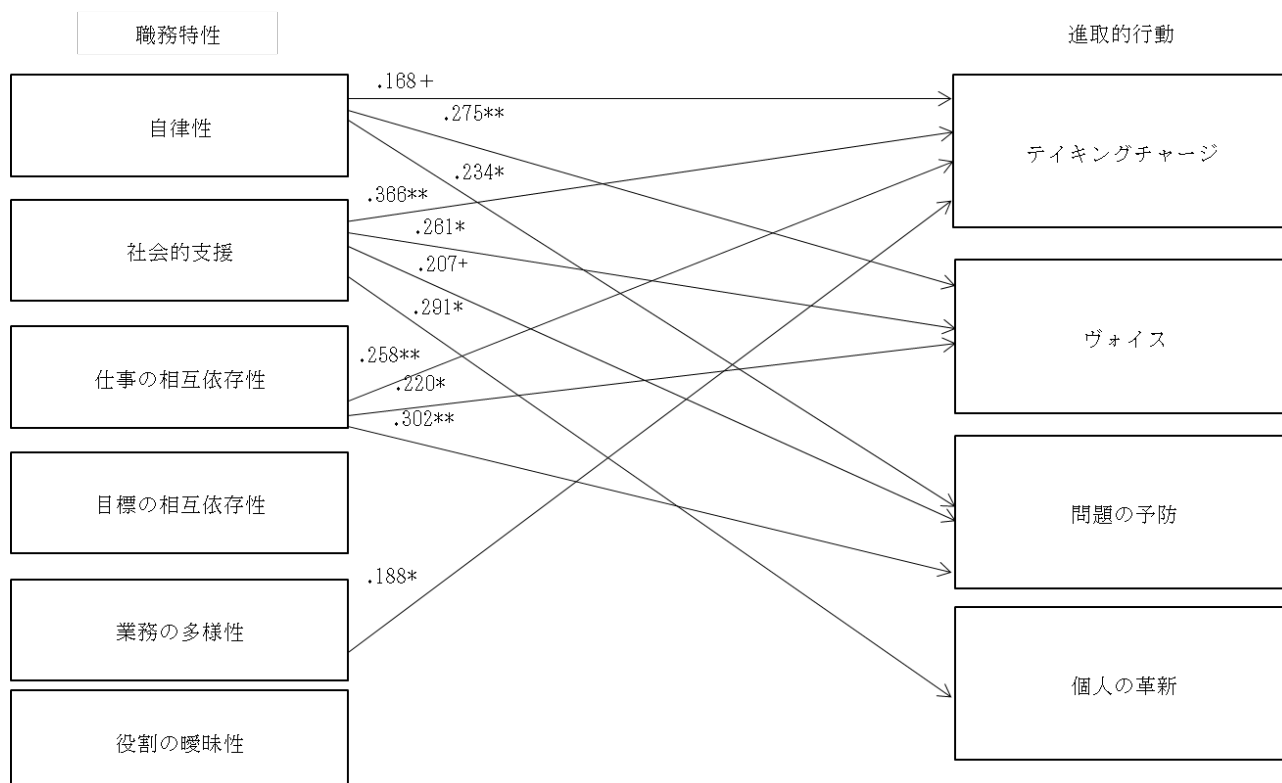 職務特性
進取的行動
自律性
.168+
.275**
.234*
テイキングチャージ
社会的支援
.366**
.261*
.207+
.291*
ヴォイス
仕事の相互依存性
.258**
.220*
.302**
目標の相互依存性
問題の予防
業務の多様性
.188*
個人の革新
役割の曖昧性